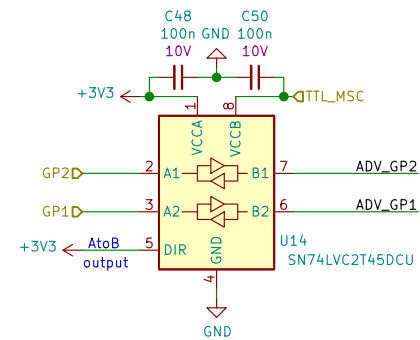 C48
100n
10V
C50
100n
10V
GND
+3V3
TTL_MSC
1
8
VCCA
VCCB
GP2
2
A1
B1
7
ADV_GP2
GP1
3
A2
B2
6
ADV_GP1
+3V3
AtoB
output
5
DIR
GND
4
U14
SN74LVC2T45DCU
GND